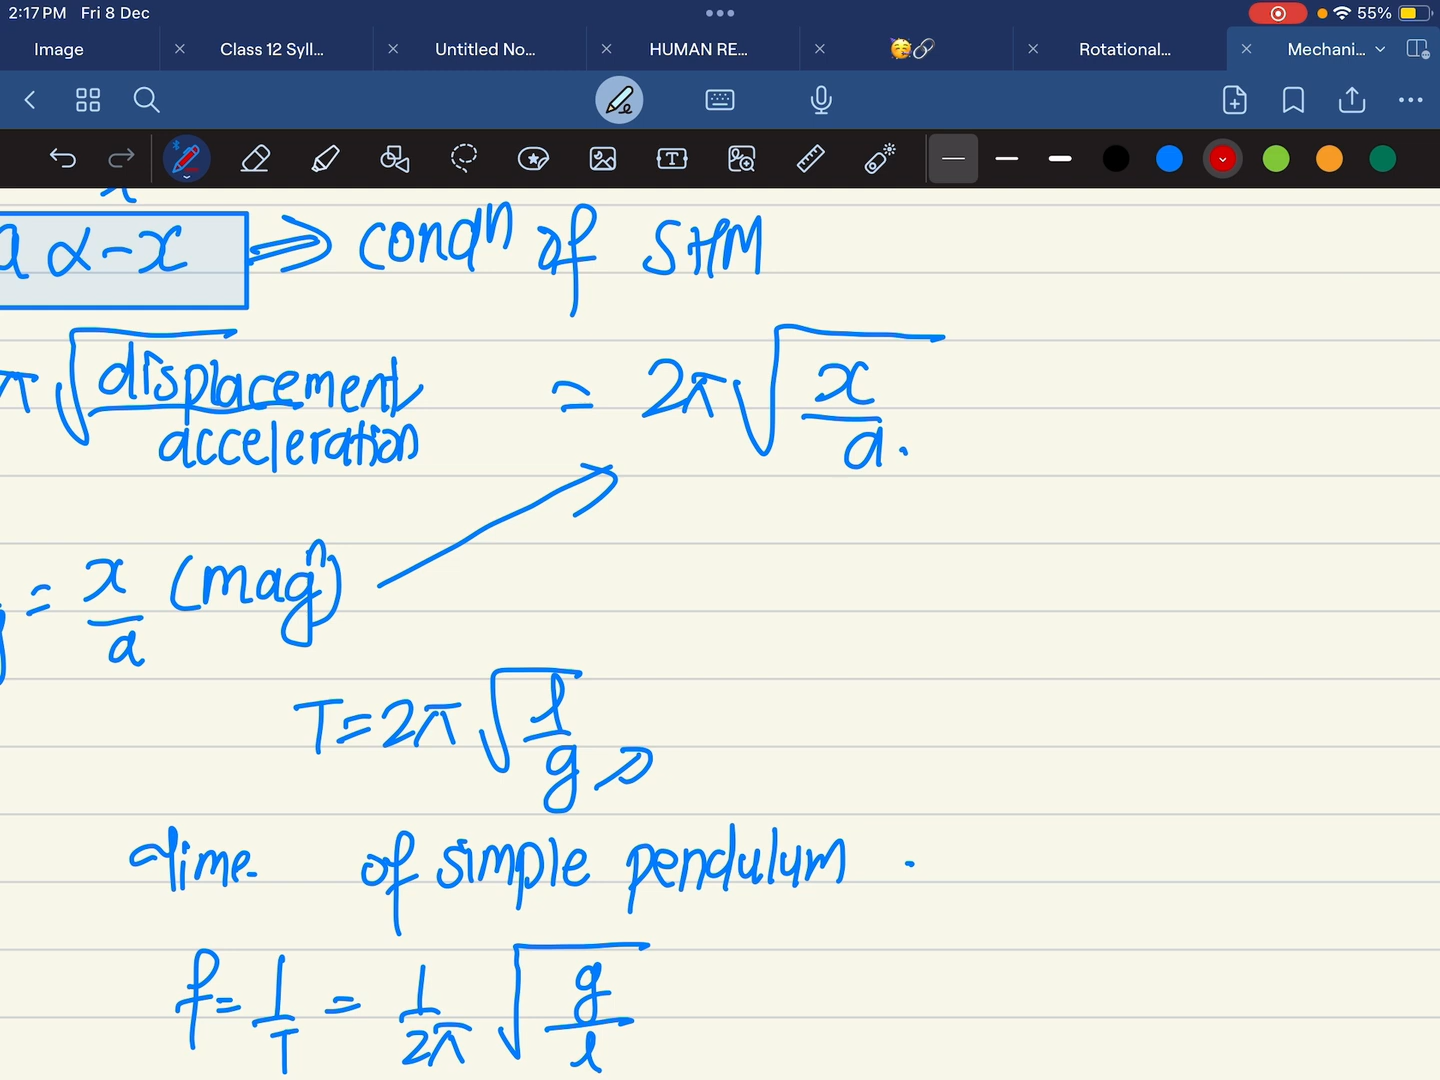 2:17 PM Fri 8 Dec 55%
Image Class 12 Syll... Untitled No... HUMAN RE... Rotational... Mechani...
a ∝ -x ⇒ condⁿ of SHM
π √(displacement/acceleration) = 2π √(x/a).
= x/a (magⁿ)
T = 2π √(l/g)
time of simple pendulum .
f = 1/T = 1/2π √(g/l)